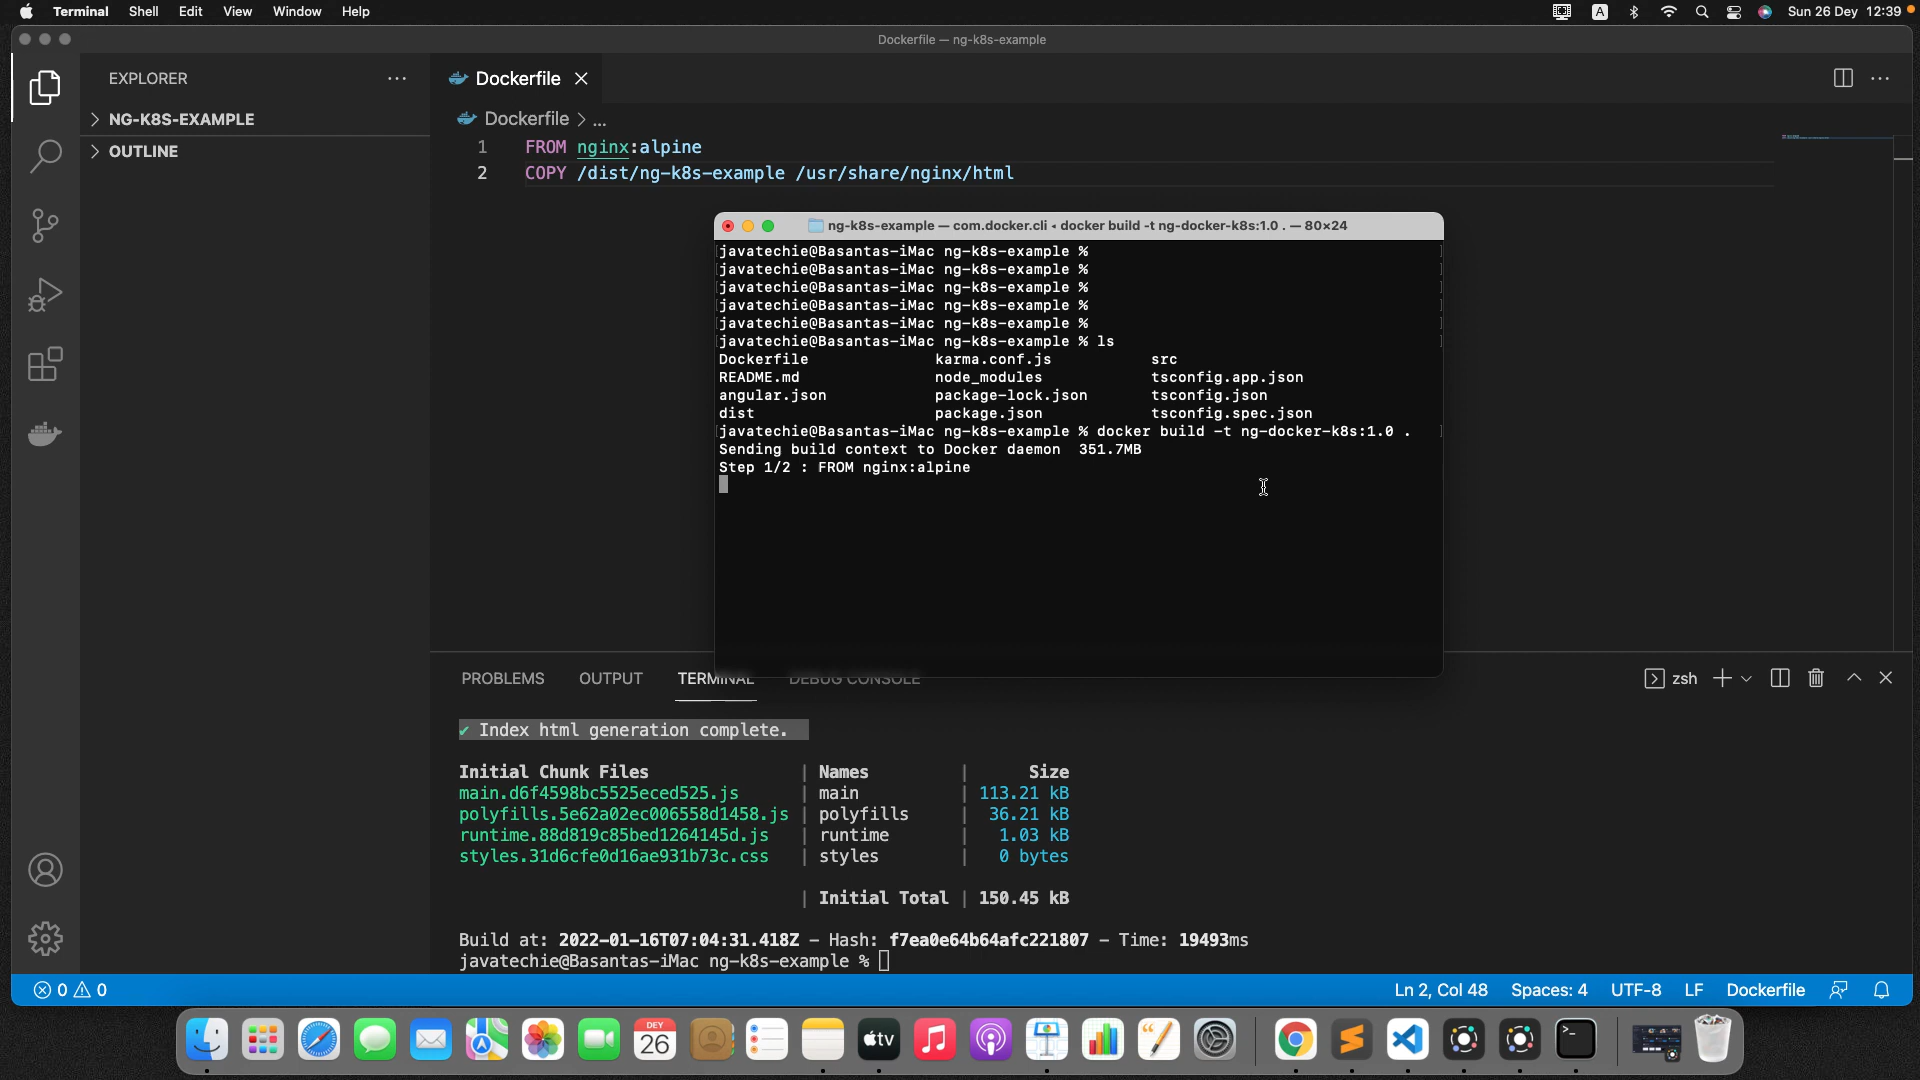 Terminal Shell Edit View Window Help
A Sun 26 Dey 12:39
Dockerfile — ng-k8s-example
EXPLORER
NG-K8S-EXAMPLE
OUTLINE
Dockerfile
Dockerfile > ...
1 FROM nginx:alpine
2 COPY /dist/ng-k8s-example /usr/share/nginx/html
ng-k8s-example — com.docker.cli ◂ docker build -t ng-docker-k8s:1.0 . — 80×24
javatechie@Basantas-iMac ng-k8s-example %
javatechie@Basantas-iMac ng-k8s-example %
javatechie@Basantas-iMac ng-k8s-example %
javatechie@Basantas-iMac ng-k8s-example %
javatechie@Basantas-iMac ng-k8s-example %
javatechie@Basantas-iMac ng-k8s-example % ls
Dockerfile karma.conf.js src
README.md node_modules tsconfig.app.json
angular.json package-lock.json tsconfig.json
dist package.json tsconfig.spec.json
javatechie@Basantas-iMac ng-k8s-example % docker build -t ng-docker-k8s:1.0 .
Sending build context to Docker daemon 351.7MB
Step 1/2 : FROM nginx:alpine
PROBLEMS OUTPUT TERMINAL DEBUG CONSOLE
zsh
✔ Index html generation complete.
Initial Chunk Files | Names | Size
main.d6f4598bc5525eced525.js | main | 113.21 kB
polyfills.5e62a02ec006558d1458.js | polyfills | 36.21 kB
runtime.88d819c85bed1264145d.js | runtime | 1.03 kB
styles.31d6cfe0d16ae931b73c.css | styles | 0 bytes
| Initial Total | 150.45 kB
Build at: 2022-01-16T07:04:31.418Z - Hash: f7ea0e64b64afc221807 - Time: 19493ms
javatechie@Basantas-iMac ng-k8s-example %
0 0
Ln 2, Col 48 Spaces: 4 UTF-8 LF Dockerfile
DEY
26
tv